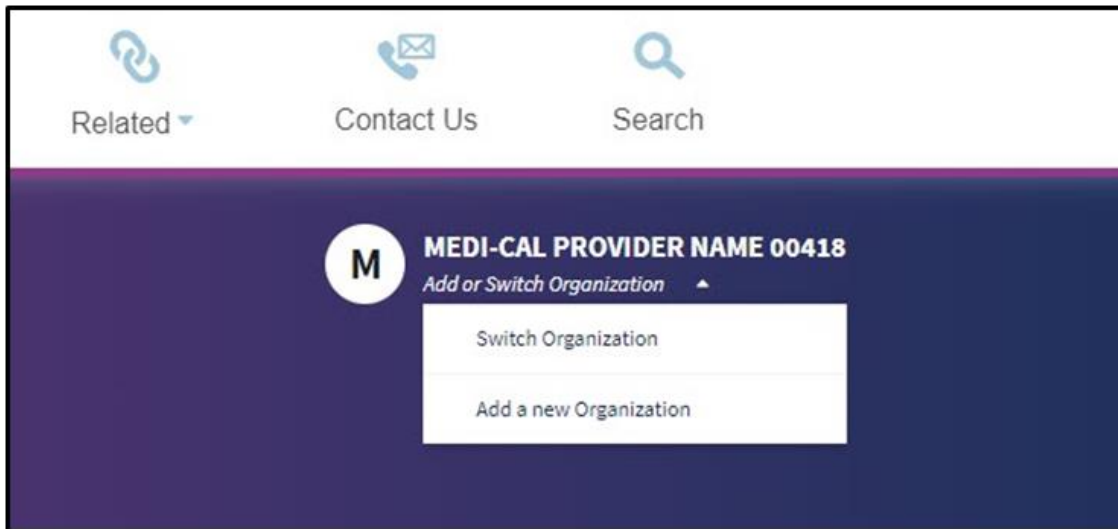 Related
Contact Us
Search
M
MEDI-CAL PROVIDER NAME 00418
Add or Switch Organization
Switch Organization
Add a new Organization